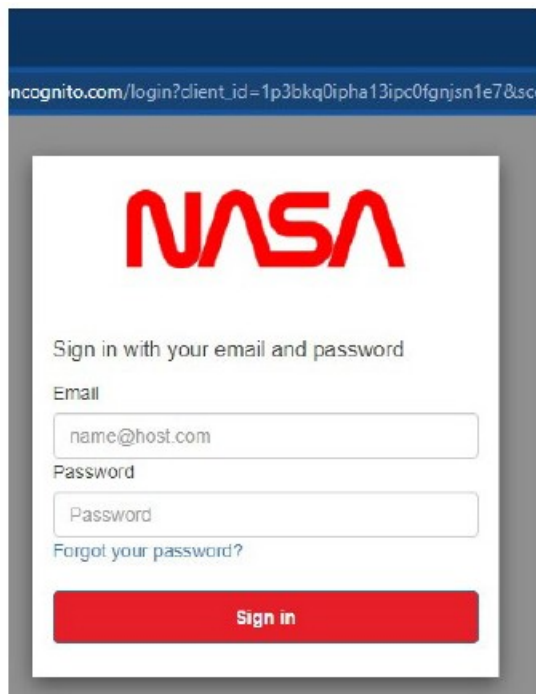 ncognito.com/login?client_id=1p3bkq0ipha13ipc0fgnjsn1e7&sc
NASA
Sign in with your email and password
Email
name@host.com
Password
Password
Forgot your password?
Sign in